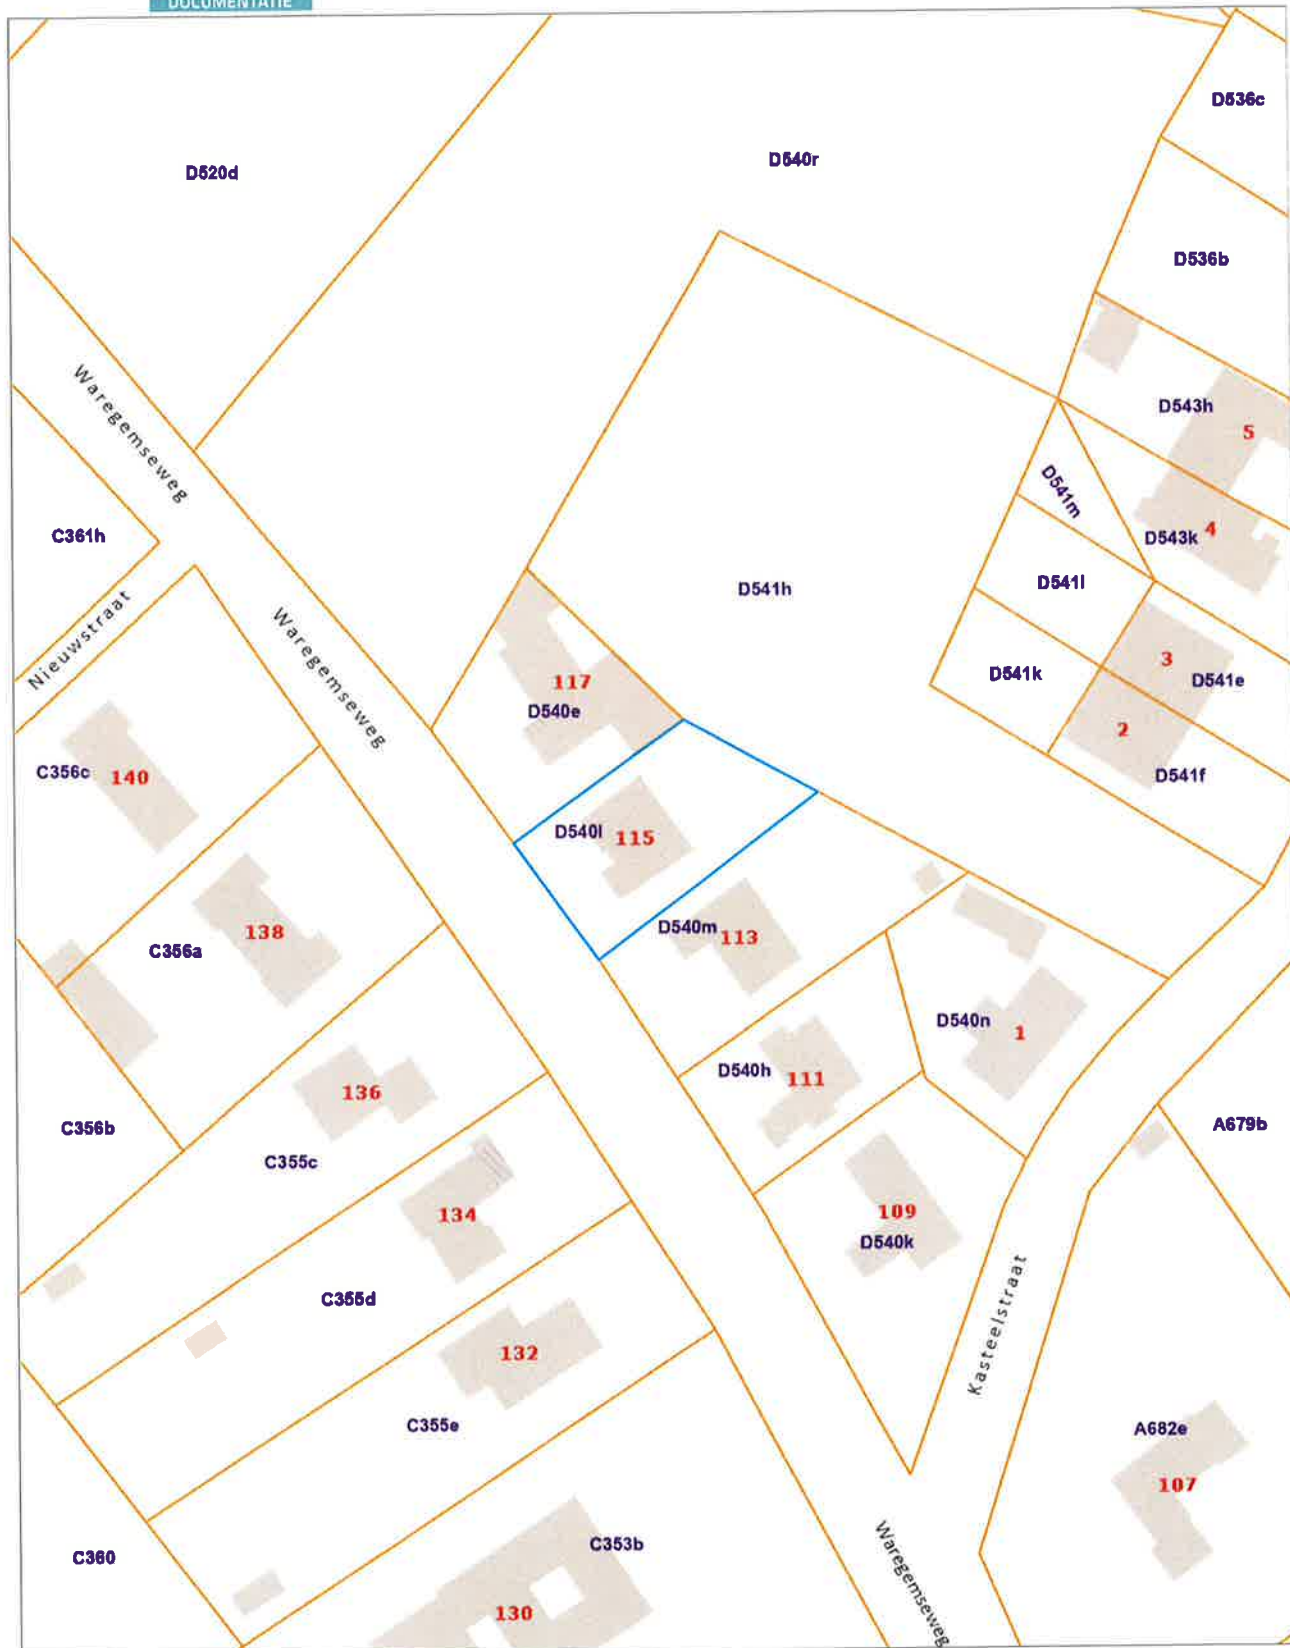 DOCUMENTATIE
D536c
D520d
D540r
D536b
Waregemseweg
D543h
5
D541m
C361h
D543k
4
D541l
D541h
Nieuwstraat
Waregemseweg
3
D541e
D541k
117
D540e
2
D541f
C356c
140
D540l
115
138
C356a
D540m
113
D540n
1
D540h
111
136
C356b
A679b
C355c
134
109
D540k
C355d
Kasteelstraat
132
C355e
A682e
107
C353b
C360
Waregemseweg
130